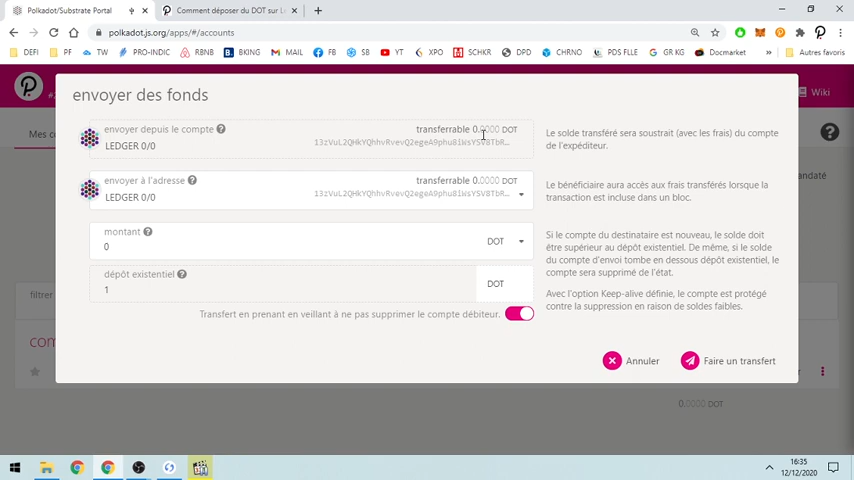 Polkadot/Substrate Portal
Comment déposer du DOT sur Le
polkadot.js.org/apps/#/accounts
DEFI PF TW PRO-INDIC RBNB BKING MAIL FB SB YT XPO SCHKR DPD CHRNO PDS FLLE GR KG Docmarket » Autres favoris
Wiki
envoyer des fonds
envoyer depuis le compte
transferrable 0.0000 DOT
LEDGER 0/0
Le solde transféré sera soustrait (avec les frais) du compte
de l'expéditeur.
envoyer à l'adresse
transferrable 0.0000 DOT
LEDGER 0/0
Le bénéficiaire aura accès aux frais transférés lorsque la
transaction est incluse dans un bloc.
montant
0
DOT
Si le compte du destinataire est nouveau, le solde doit
être supérieur au dépôt existentiel. De même, si le solde
du compte d'envoi tombe en dessous dépôt existentiel, le
compte sera supprimé de l'état.
dépôt existentiel
1
DOT
Avec l'option Keep-alive définie, le compte est protégé
contre la suppression en raison de soldes faibles.
Transfert en prenant en veillant à ne pas supprimer le compte débiteur.
Annuler
Faire un transfert
Mes c
andaté
filtrer
com
0.0000 DOT
16:35
12/12/2020